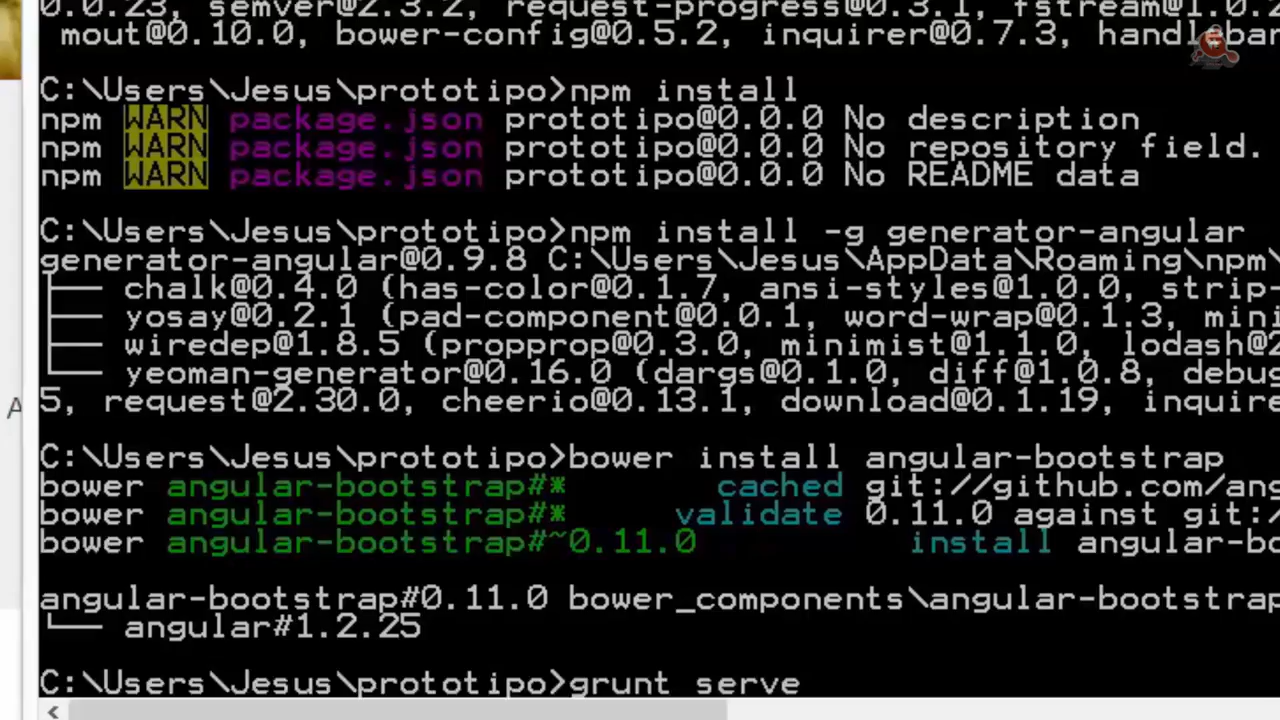 0.0.23, semver@2.3.2, request-progress@0.3.1, fstream@1.0.2
mout@0.10.0, bower-config@0.5.2, inquirer@0.7.3, handlebar
C:\Users\Jesus\prototipo>npm install
npm WARN package.json prototipo@0.0.0 No description
npm WARN package.json prototipo@0.0.0 No repository field.
npm WARN package.json prototipo@0.0.0 No README data
C:\Users\Jesus\prototipo>npm install -g generator-angular
generator-angular@0.9.8 C:\Users\Jesus\AppData\Roaming\npm\
chalk@0.4.0 (has-color@0.1.7, ansi-styles@1.0.0, strip-
yosay@0.2.1 (pad-component@0.0.1, word-wrap@0.1.3, mini
wiredep@1.8.5 (propprop@0.3.0, minimist@1.1.0, lodash@2
yeoman-generator@0.16.0 (dargs@0.1.0, diff@1.0.8, debug
5, request@2.30.0, cheerio@0.13.1, download@0.1.19, inquire
C:\Users\Jesus\prototipo>bower install angular-bootstrap
bower angular-bootstrap#* cached git://github.com/ang
bower angular-bootstrap#* validate 0.11.0 against git:/
bower angular-bootstrap#~0.11.0 install angular-bo
angular-bootstrap#0.11.0 bower_components\angular-bootstrap
angular#1.2.25
C:\Users\Jesus\prototipo>grunt serve